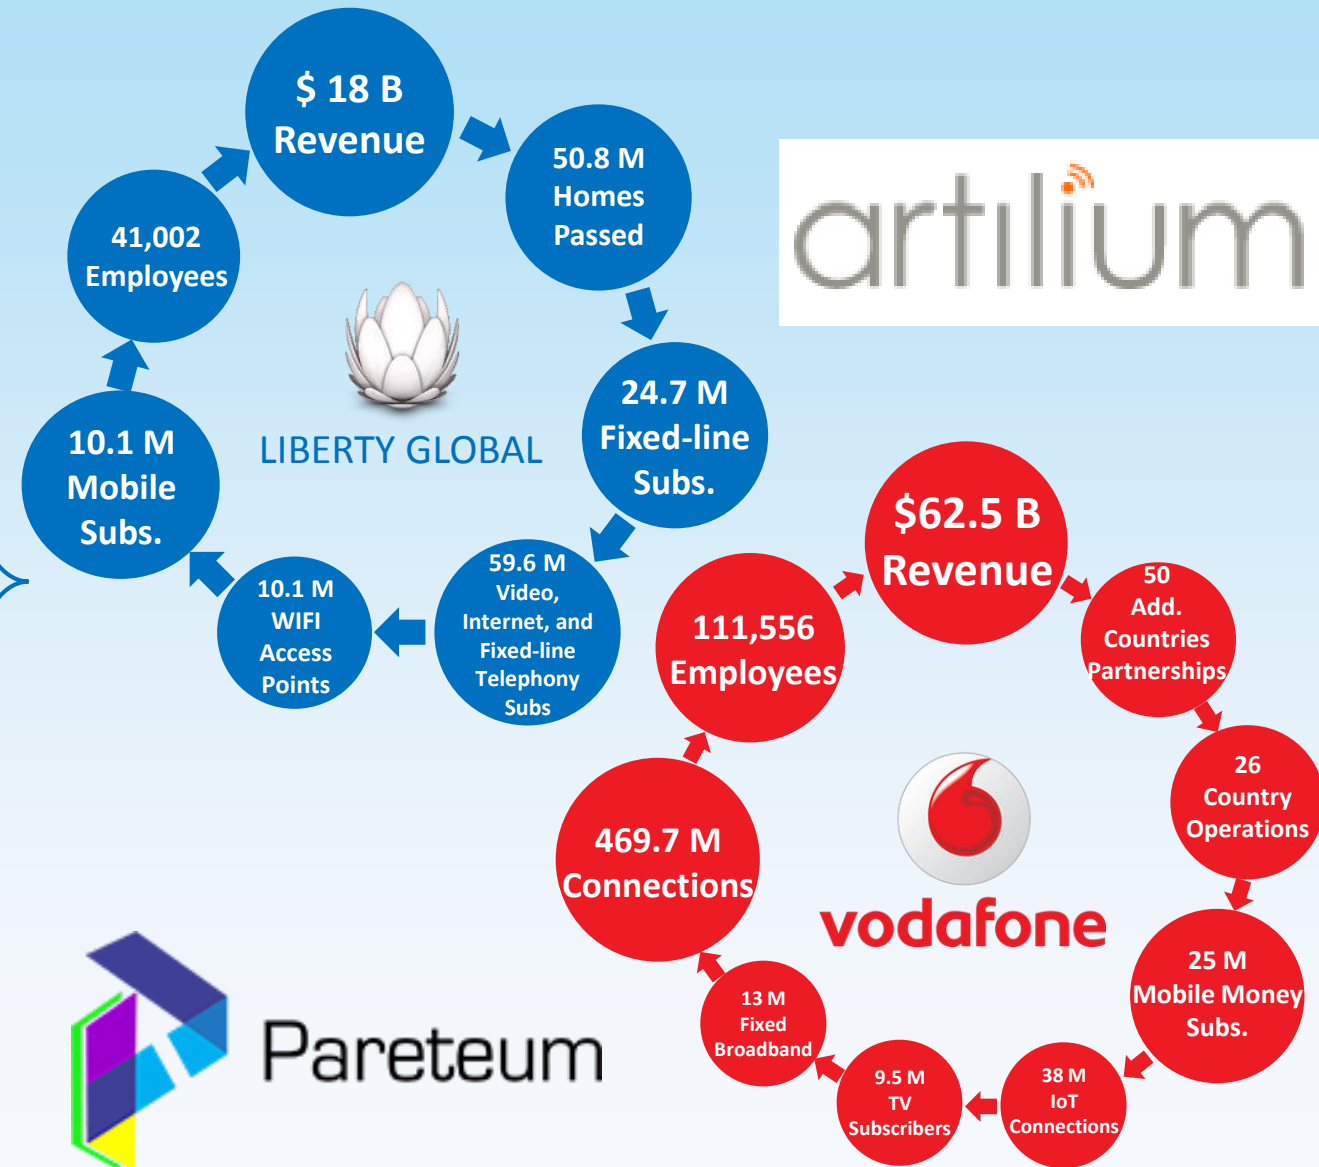 $ 18 B
Revenue
50.8 M
Homes
Passed
24.7 M
Fixed-line
Subs.
59.6 M
Video,
Internet, and
Fixed-line
Telephony
Subs
10.1 M
WIFI
Access
Points
10.1 M
Mobile
Subs.
41,002
Employees
LIBERTY GLOBAL
artilium
$62.5 B
Revenue
50
Add.
Countries
Partnerships
26
Country
Operations
25 M
Mobile Money
Subs.
38 M
IoT
Connections
9.5 M
TV
Subscribers
13 M
Fixed
Broadband
469.7 M
Connections
111,556
Employees
vodafone
Pareteum